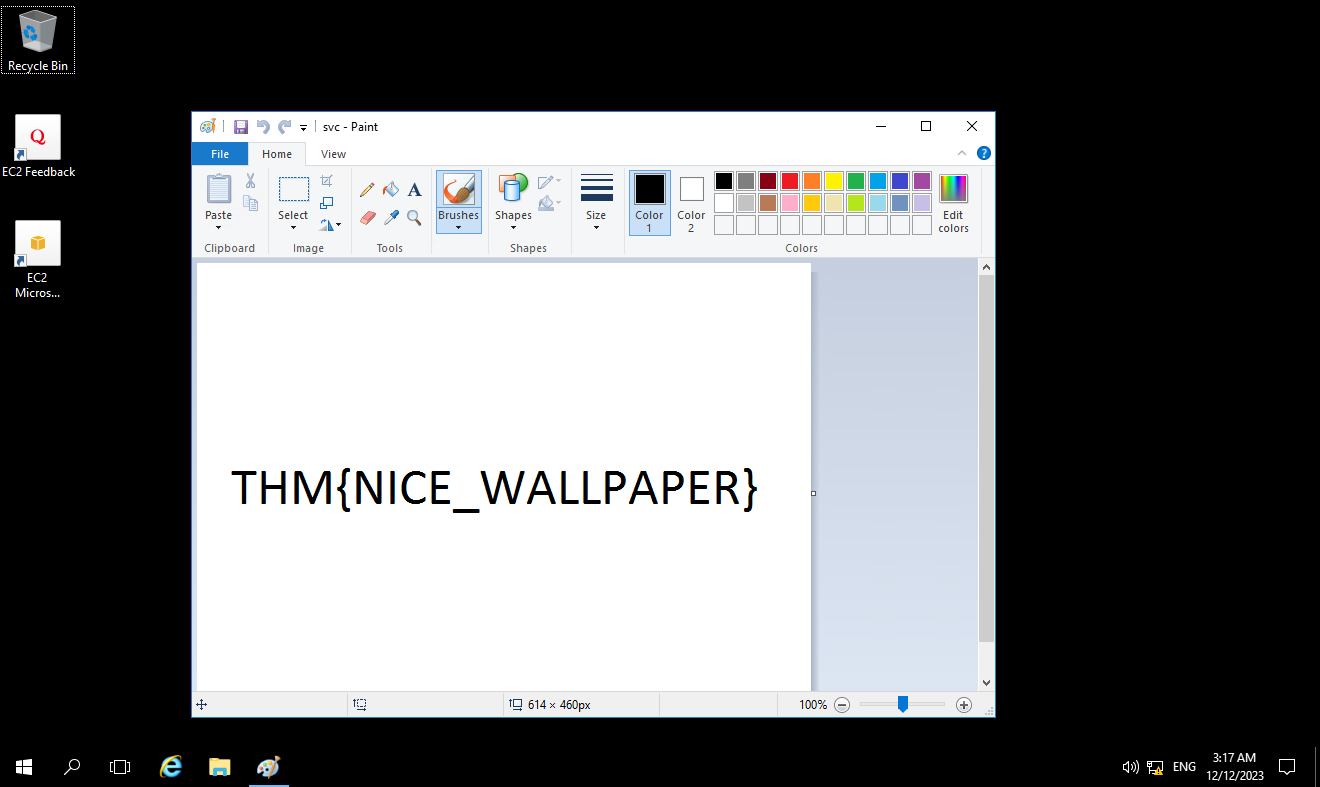 Recycle Bin
Q
EC2 Feedback
EC2
Micros...
svc - Paint
File
Home
View
?
Paste
Select
A
Brushes
Shapes
Size
Color
1
Color
2
Edit
colors
Clipboard
Image
Tools
Shapes
Colors
THM{NICE_WALLPAPER}
614 × 460px
100%
ENG
3:17 AM
12/12/2023